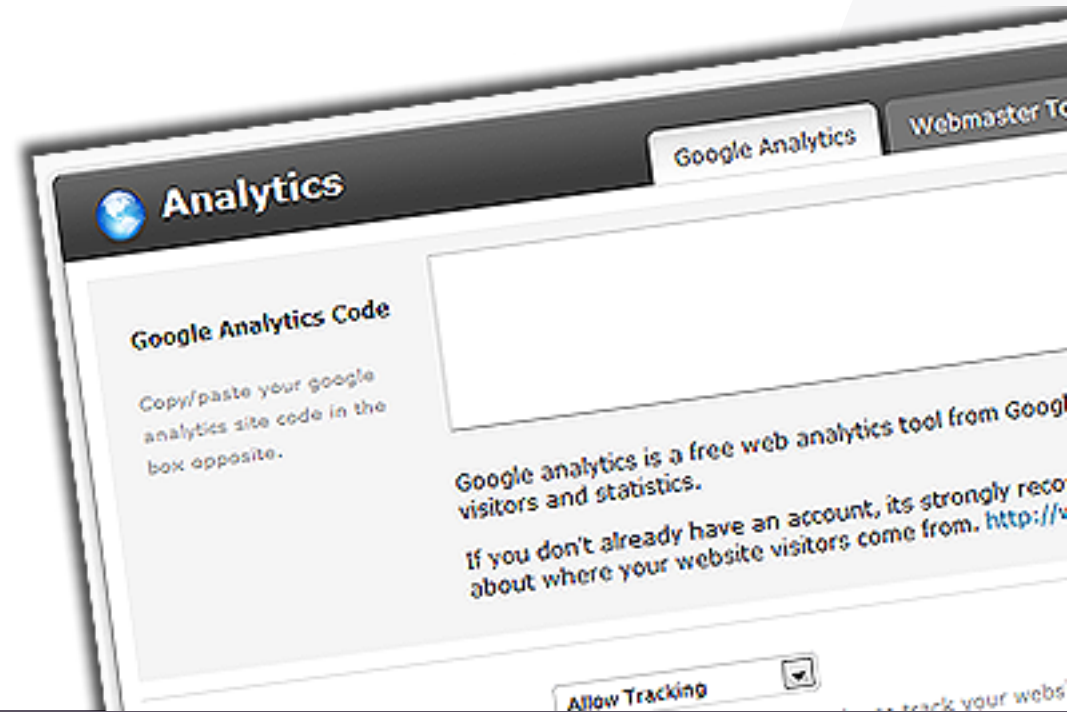 Analytics
Google Analytics
Webmaster
Google Analytics Code
Copy/paste your google
analytics site code in the
box opposite.
Google analytics is a free web analytics tool from Googl
visitors and statistics.
If you don't already have an account, its strongly reco
about where your website visitors come from. http://
Allow Tracking
track your webs